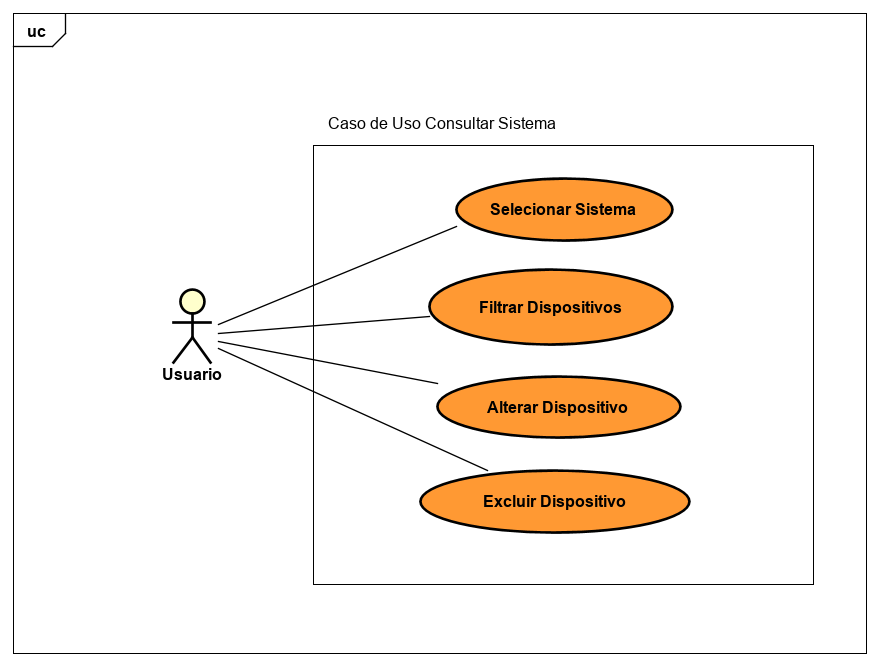 uc
Caso de Uso Consultar Sistema
Selecionar Sistema
Filtrar Dispositivos
Usuario
Alterar Dispositivo
Excluir Dispositivo